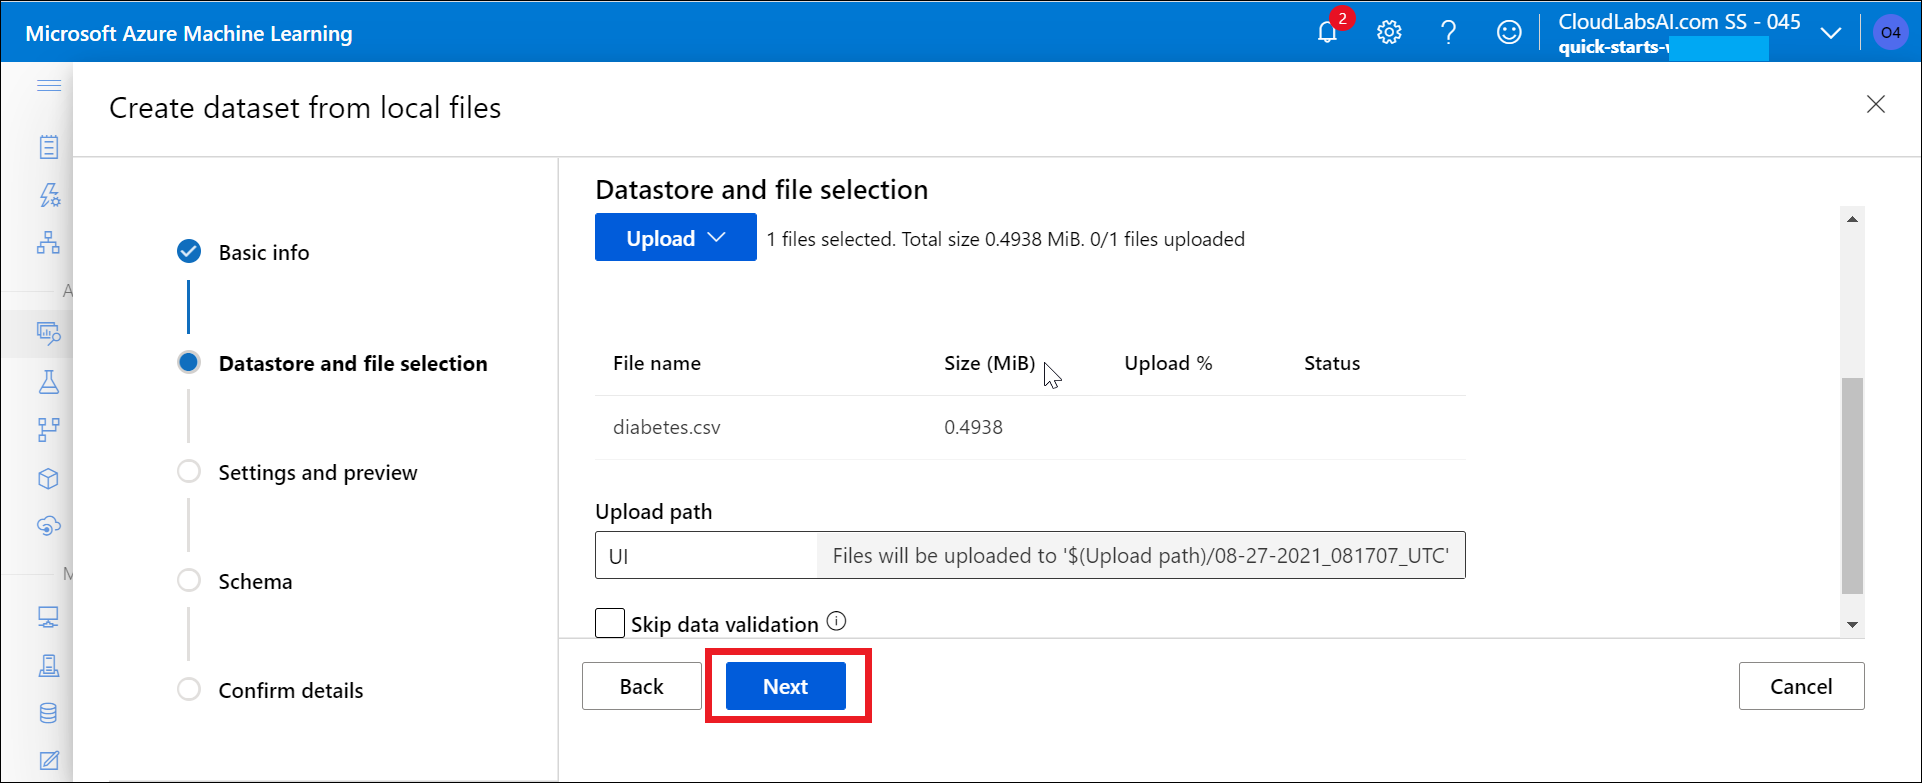 Microsoft Azure Machine Learning
2
CloudLabsAI.com SS - 045
quick-starts-
O4
Create dataset from local files
A
M
Basic info
Datastore and file selection
Settings and preview
Schema
Confirm details
Datastore and file selection
Upload 1 files selected. Total size 0.4938 MiB. 0/1 files uploaded
File name Size (MiB) Upload % Status
diabetes.csv 0.4938
Upload path
UI Files will be uploaded to '$(Upload path)/08-27-2021_081707_UTC'
Skip data validation
Back Next Cancel